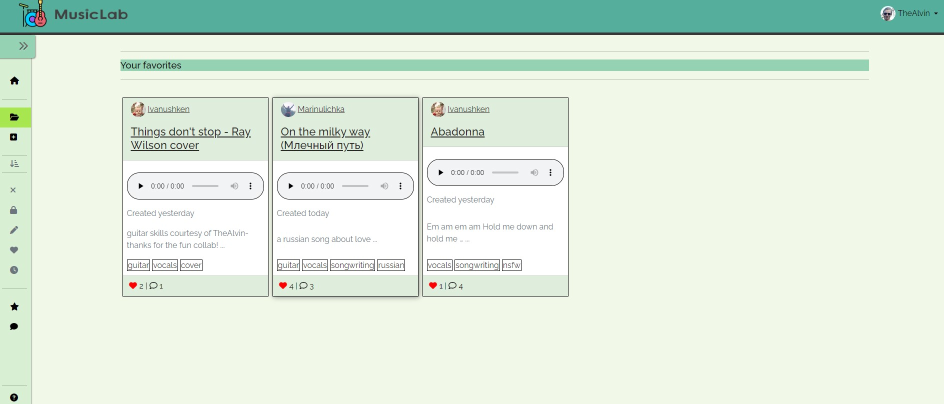 MusicLab
TheAlvin
Your favorites
Ivanushken
Things don't stop - Ray
Wilson cover
0:00 / 0:00
Created yesterday
guitar skills courtesy of TheAlvin-
thanks for the fun collab! ...
guitar vocals cover
2 | 1
Marinulichka
On the milky way
(Млечный путь)
0:00 / 0:00
Created today
a russian song about love ...
guitar vocals songwriting russian
4 | 3
Ivanushken
Abadonna
0:00 / 0:00
Created yesterday
Em am em am Hold me down and
hold me .. ...
vocals songwriting nsfw
1 | 4